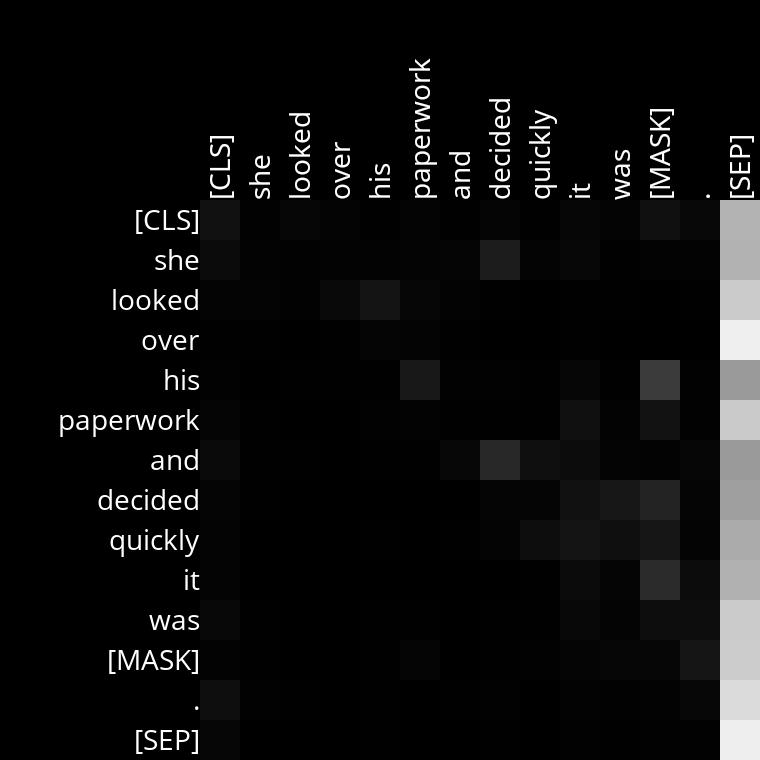 [CLS] she looked over his paperwork and decided quickly it was [MASK] . [SEP]
[CLS]
she
looked
over
his
paperwork
and
decided
quickly
it
was
[MASK]
.
[SEP]